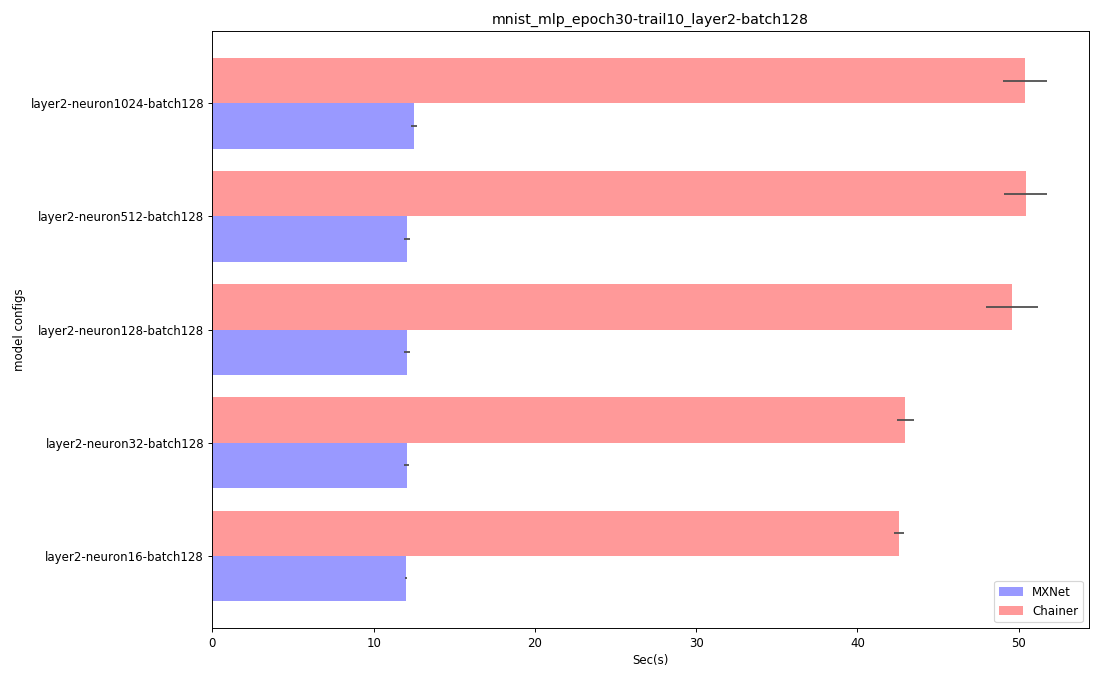 mnist_mlp_epoch30-trail10_layer2-batch128
layer2-neuron1024-batch128
layer2-neuron512-batch128
model configs
layer2-neuron128-batch128
layer2-neuron32-batch128
layer2-neuron16-batch128
MXNet
Chainer
0 10 20 30 40 50
Sec(s)